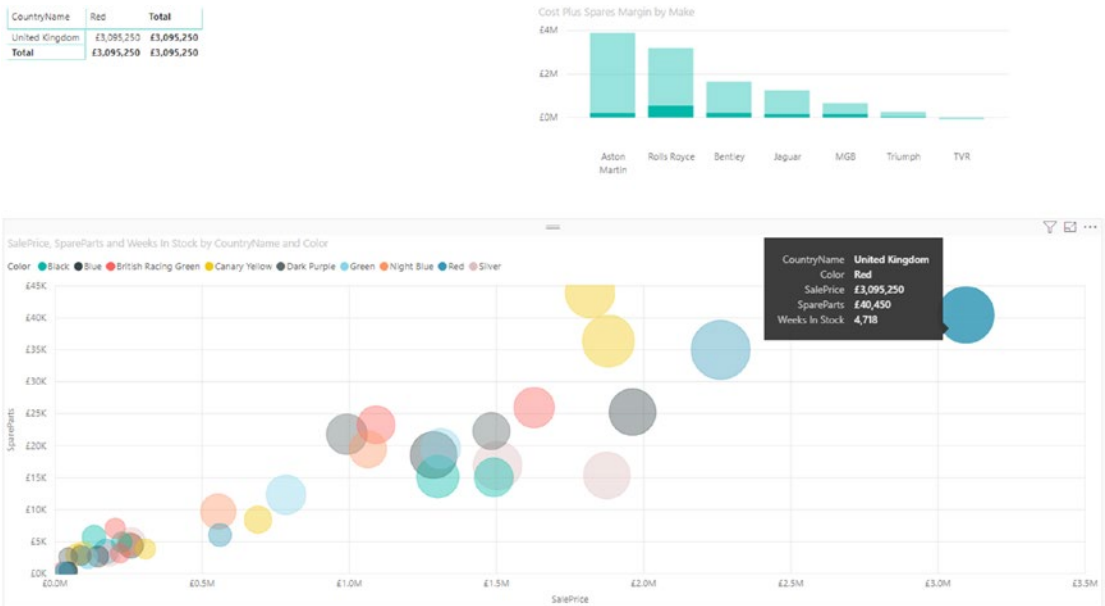 CountryName Red Total
United Kingdom £3,095,250 £3,095,250
Total £3,095,250 £3,095,250
Cost Plus Spares Margin by Make
£4M
£2M
£0M
Aston Martin Rolls Royce Bentley Jaguar MGB Triumph TVR
SalePrice, SpareParts and Weeks In Stock by CountryName and Color
Color Black Blue British Racing Green Canary Yellow Dark Purple Green Night Blue Red Silver
CountryName United Kingdom
Color Red
SalePrice £3,095,250
SpareParts £40,450
Weeks In Stock 4,718
£45K
£40K
£35K
£30K
£25K
£20K
£15K
£10K
£5K
£0K
SpareParts
£0.0M £0.5M £1.0M £1.5M £2.0M £2.5M £3.0M £3.5M
SalePrice